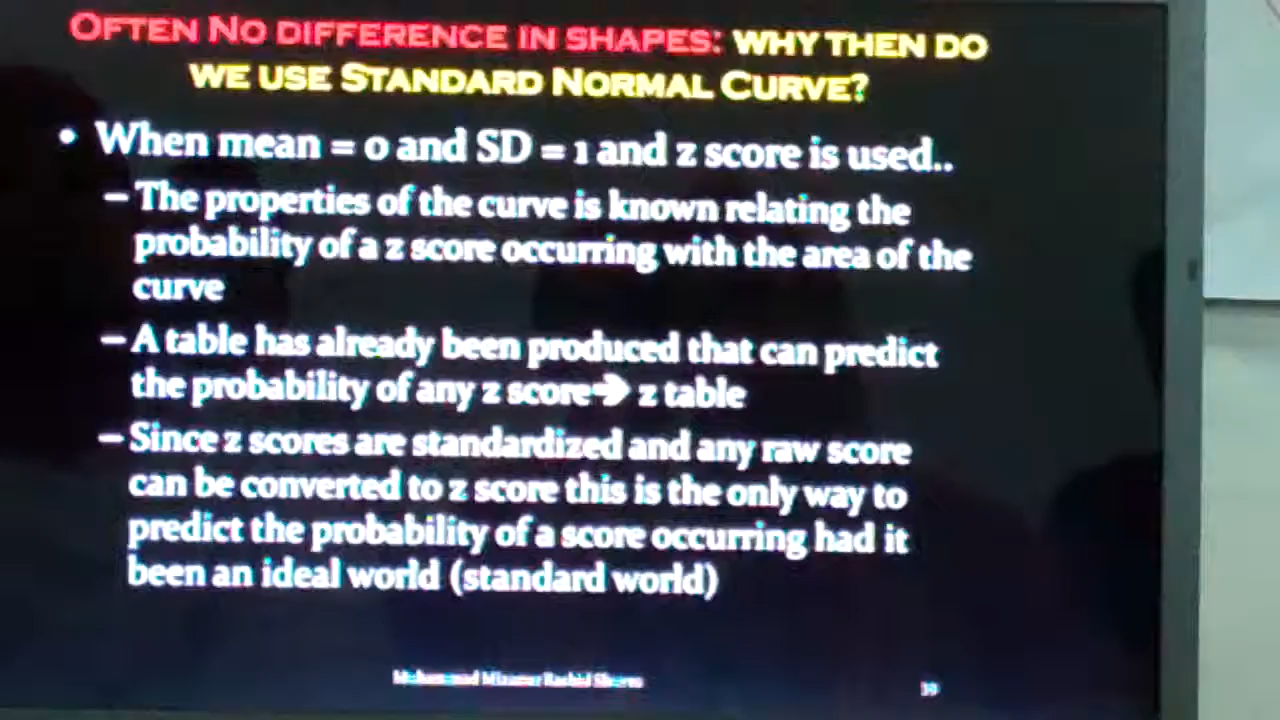 OFTEN NO DIFFERENCE IN SHAPES: WHY THEN DO
WE USE STANDARD NORMAL CURVE?
• When mean = 0 and SD = 1 and z score is used..
– The properties of the curve is known relating the
probability of a z score occurring with the area of the
curve
– A table has already been produced that can predict
the probability of any z score➔ z table
– Since z scores are standardized and any raw score
can be converted to z score this is the only way to
predict the probability of a score occurring had it
been an ideal world (standard world)